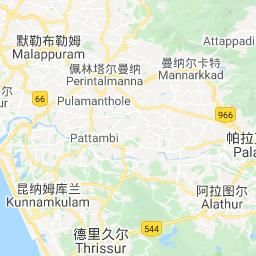 Attappadi
默勒布勒姆
Malappuram
佩林塔尔曼纳
Perintalmanna
曼纳尔卡特
Mannarkkad
66
Pulamanthole
966
帕拉
Pala
Pattambi
昆纳姆库兰
Kunnamkulam
阿拉图尔
Alathur
544
德里久尔
Thrissur